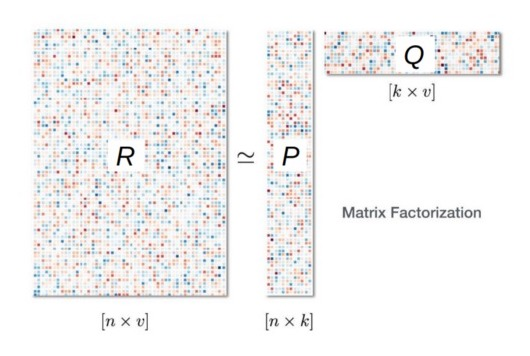 Q
[k × v]
R
≃
P
Matrix Factorization
[n × v]
[n × k]